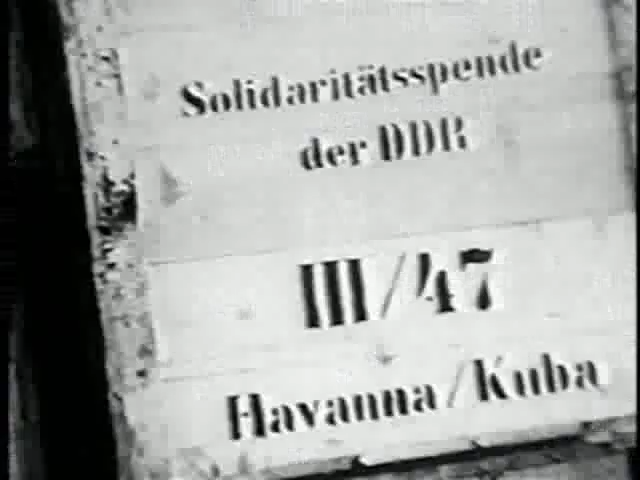 Solidaritätsspende
der DDR
III/47
Havanna/Kuba